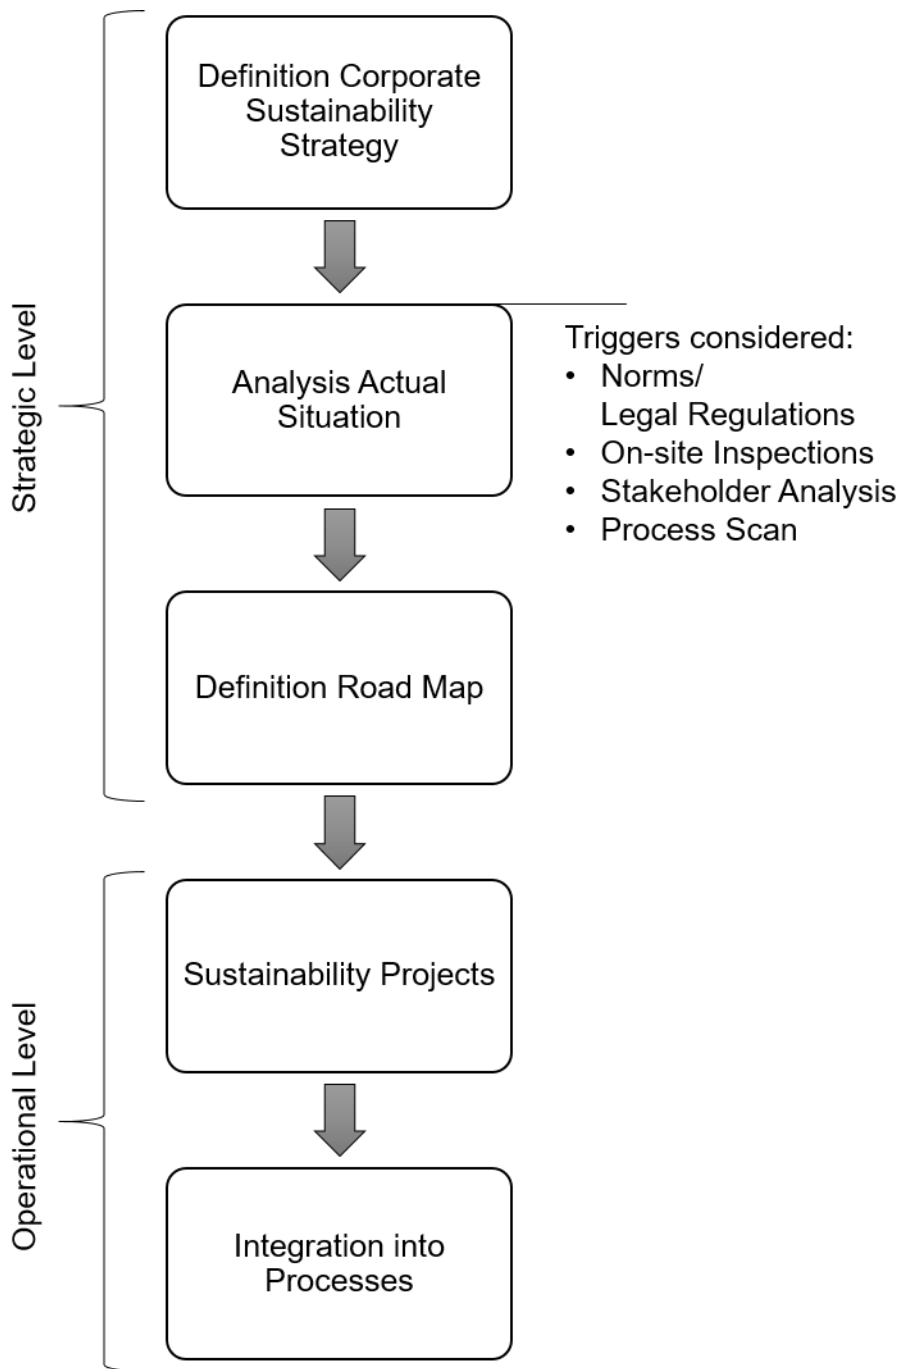 Strategic Level
Definition Corporate
Sustainability
Strategy
Analysis Actual
Situation
Triggers considered:
• Norms/
Legal Regulations
• On-site Inspections
• Stakeholder Analysis
• Process Scan
Definition Road Map
Operational Level
Sustainability Projects
Integration into
Processes